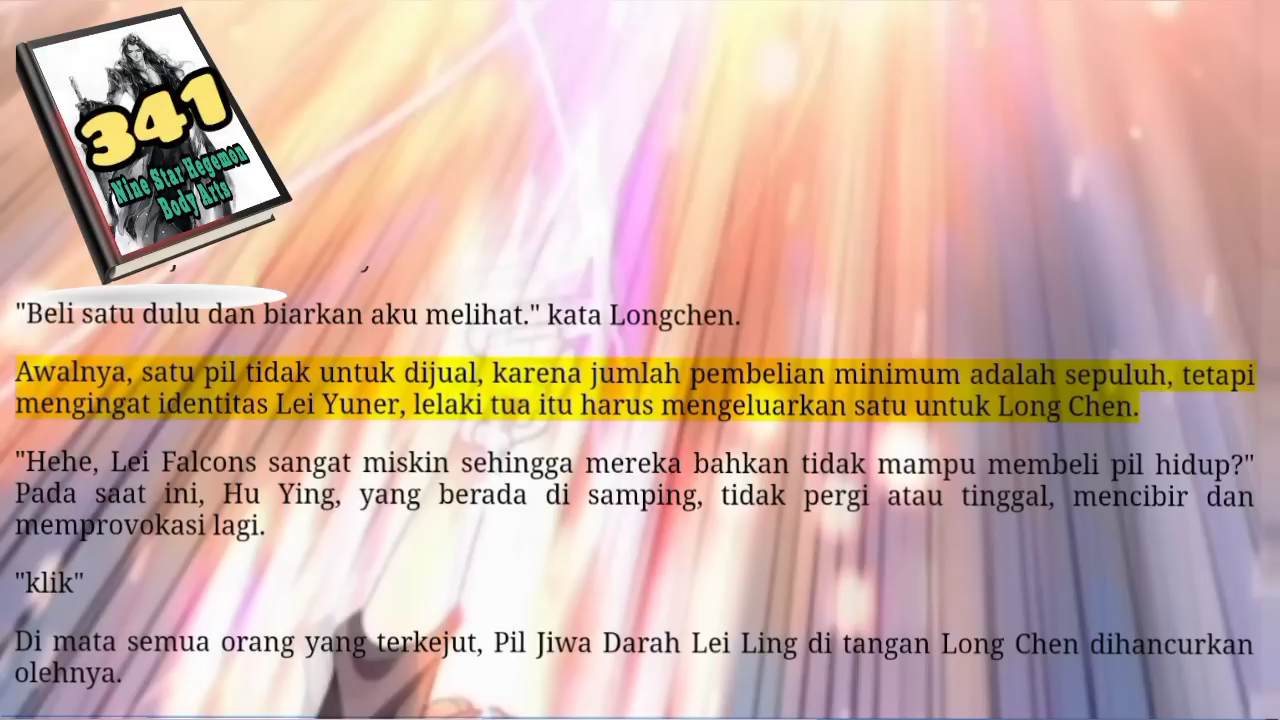 341
Nine Star Hegemon
Body Arts
"Beli satu dulu dan biarkan aku melihat." kata Longchen.
Awalnya, satu pil tidak untuk dijual, karena jumlah pembelian minimum adalah sepuluh, tetapi
mengingat identitas Lei Yuner, lelaki tua itu harus mengeluarkan satu untuk Long Chen.
"Hehe, Lei Falcons sangat miskin sehingga mereka bahkan tidak mampu membeli pil hidup?"
Pada saat ini, Hu Ying, yang berada di samping, tidak pergi atau tinggal, mencibir dan
memprovokasi lagi.
"klik"
Di mata semua orang yang terkejut, Pil Jiwa Darah Lei Ling di tangan Long Chen dihancurkan
olehnya.